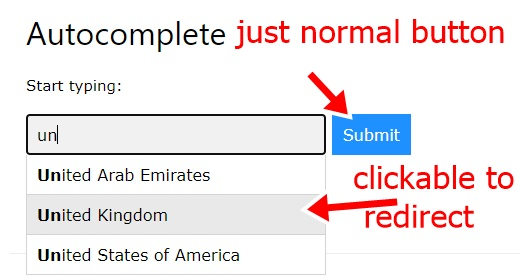 Autocomplete just normal button
Start typing:
un Submit
United Arab Emirates
United Kingdom
United States of America
clickable to
redirect